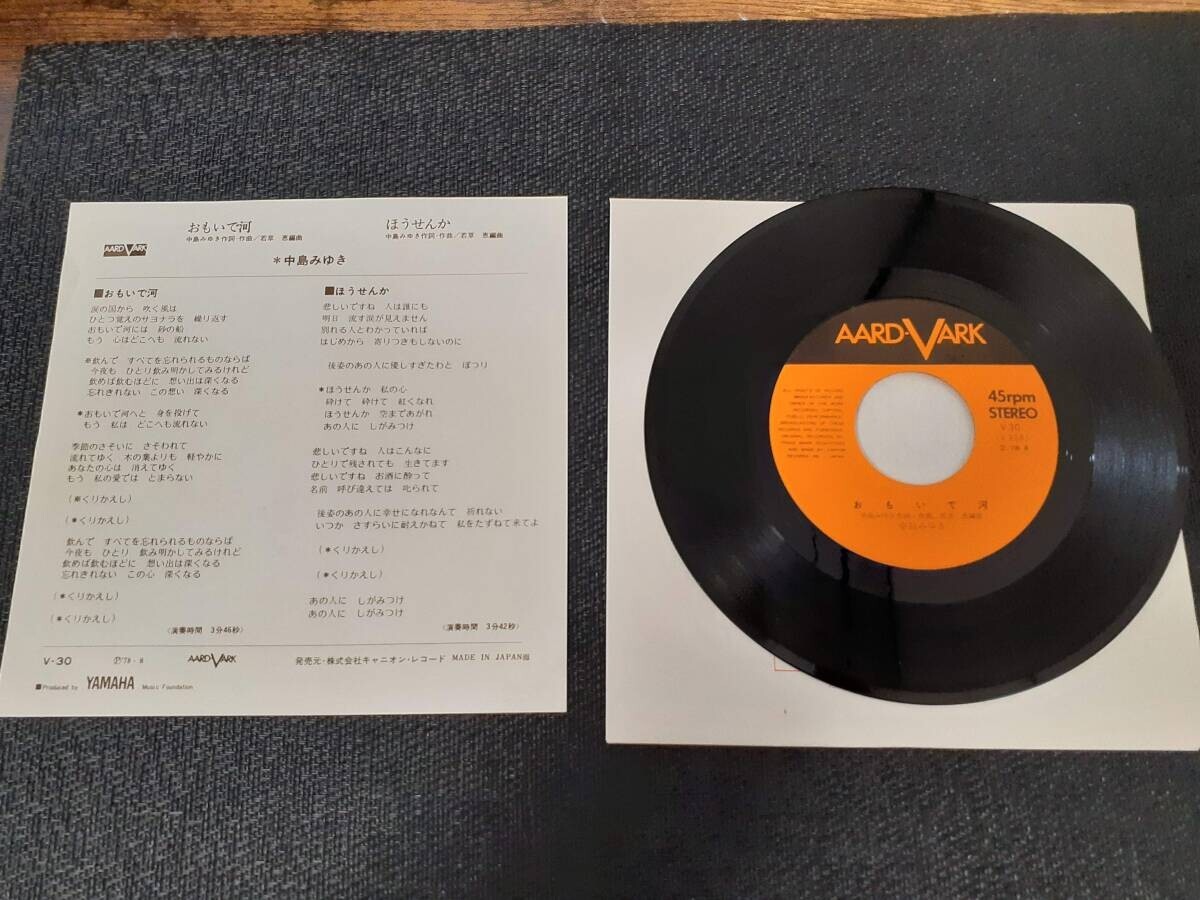 おもいで河
中島みゆき作詞・作曲/若草 恵編曲
ほうせんか
中島みゆき作詞・作曲/若草 恵編曲
AARD-VARK
*中島みゆき
■おもいで河
涙の国から 吹く風は
ひとつ覚えのサヨナラを 繰り返す
おもいで河には 砂の船
もう 心はどこへも 流れない
※飲んで すべてを忘れられるものならば
今夜も ひとり飲み明かしてみるけれど
飲めば飲むほどに 想い出は深くなる
忘れきれない この想い 深くなる
*おもいで河へと 身を投げて
もう 私は どこへも流れない
季節のさそいに さそわれて
流れてゆく 木の葉よりも 軽やかに
あなたの心は 消えてゆく
もう 私の愛では とまらない
(※くりかえし)
(*くりかえし)
飲んで すべてを忘れられるものならば
今夜も ひとり 飲み明かしてみるけれど
飲めば飲むほどに 想い出は深くなる
忘れきれない この心 深くなる
(*くりかえし)
(*くりかえし)
〈演奏時間 3分46秒〉
■ほうせんか
悲しいですね 人は誰にも
明日 流す涙が見えません
別れる人とわかっていれば
はじめから 寄りつきもしないのに
後姿のあの人に優しすぎたわと ぽつり
*ほうせんか 私の心
砕けて 砕けて 紅くなれ
ほうせんか 空まであがれ
あの人に しがみつけ
悲しいですね 人はこんなに
ひとりで残されても 生きてます
悲しいですね お酒に酔って
名前 呼び違えては 叱られて
後姿のあの人に幸せになれなんて 祈れない
いつか さすらいに耐えかねて 私をたずねて来てよ
(*くりかえし)
(*くりかえし)
あの人に しがみつけ
あの人に しがみつけ
〈演奏時間 3分42秒〉
V-30
Ⓟ'78・8
AARD-VARK
発売元・株式会社キャニオン・レコード MADE IN JAPAN
■Produced by YAMAHA Music Foundation
AARD-VARK
45rpm
STEREO
V-30
おもいで河
中島みゆき